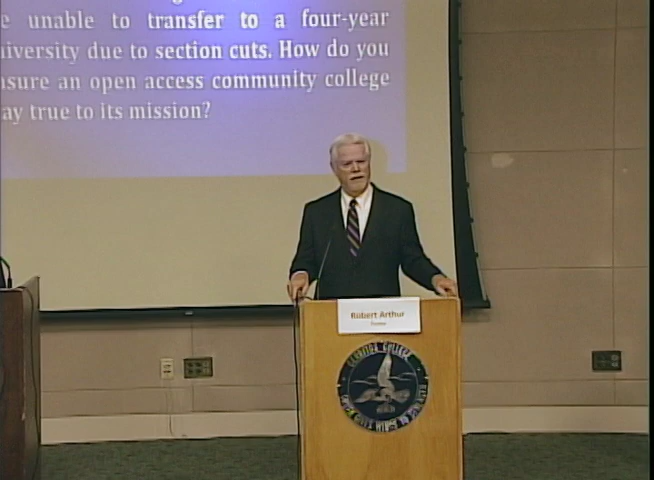 e unable to transfer to a four-year
niversity due to section cuts. How do you
nsure an open access community college
ay true to its mission?
Robert Arthur